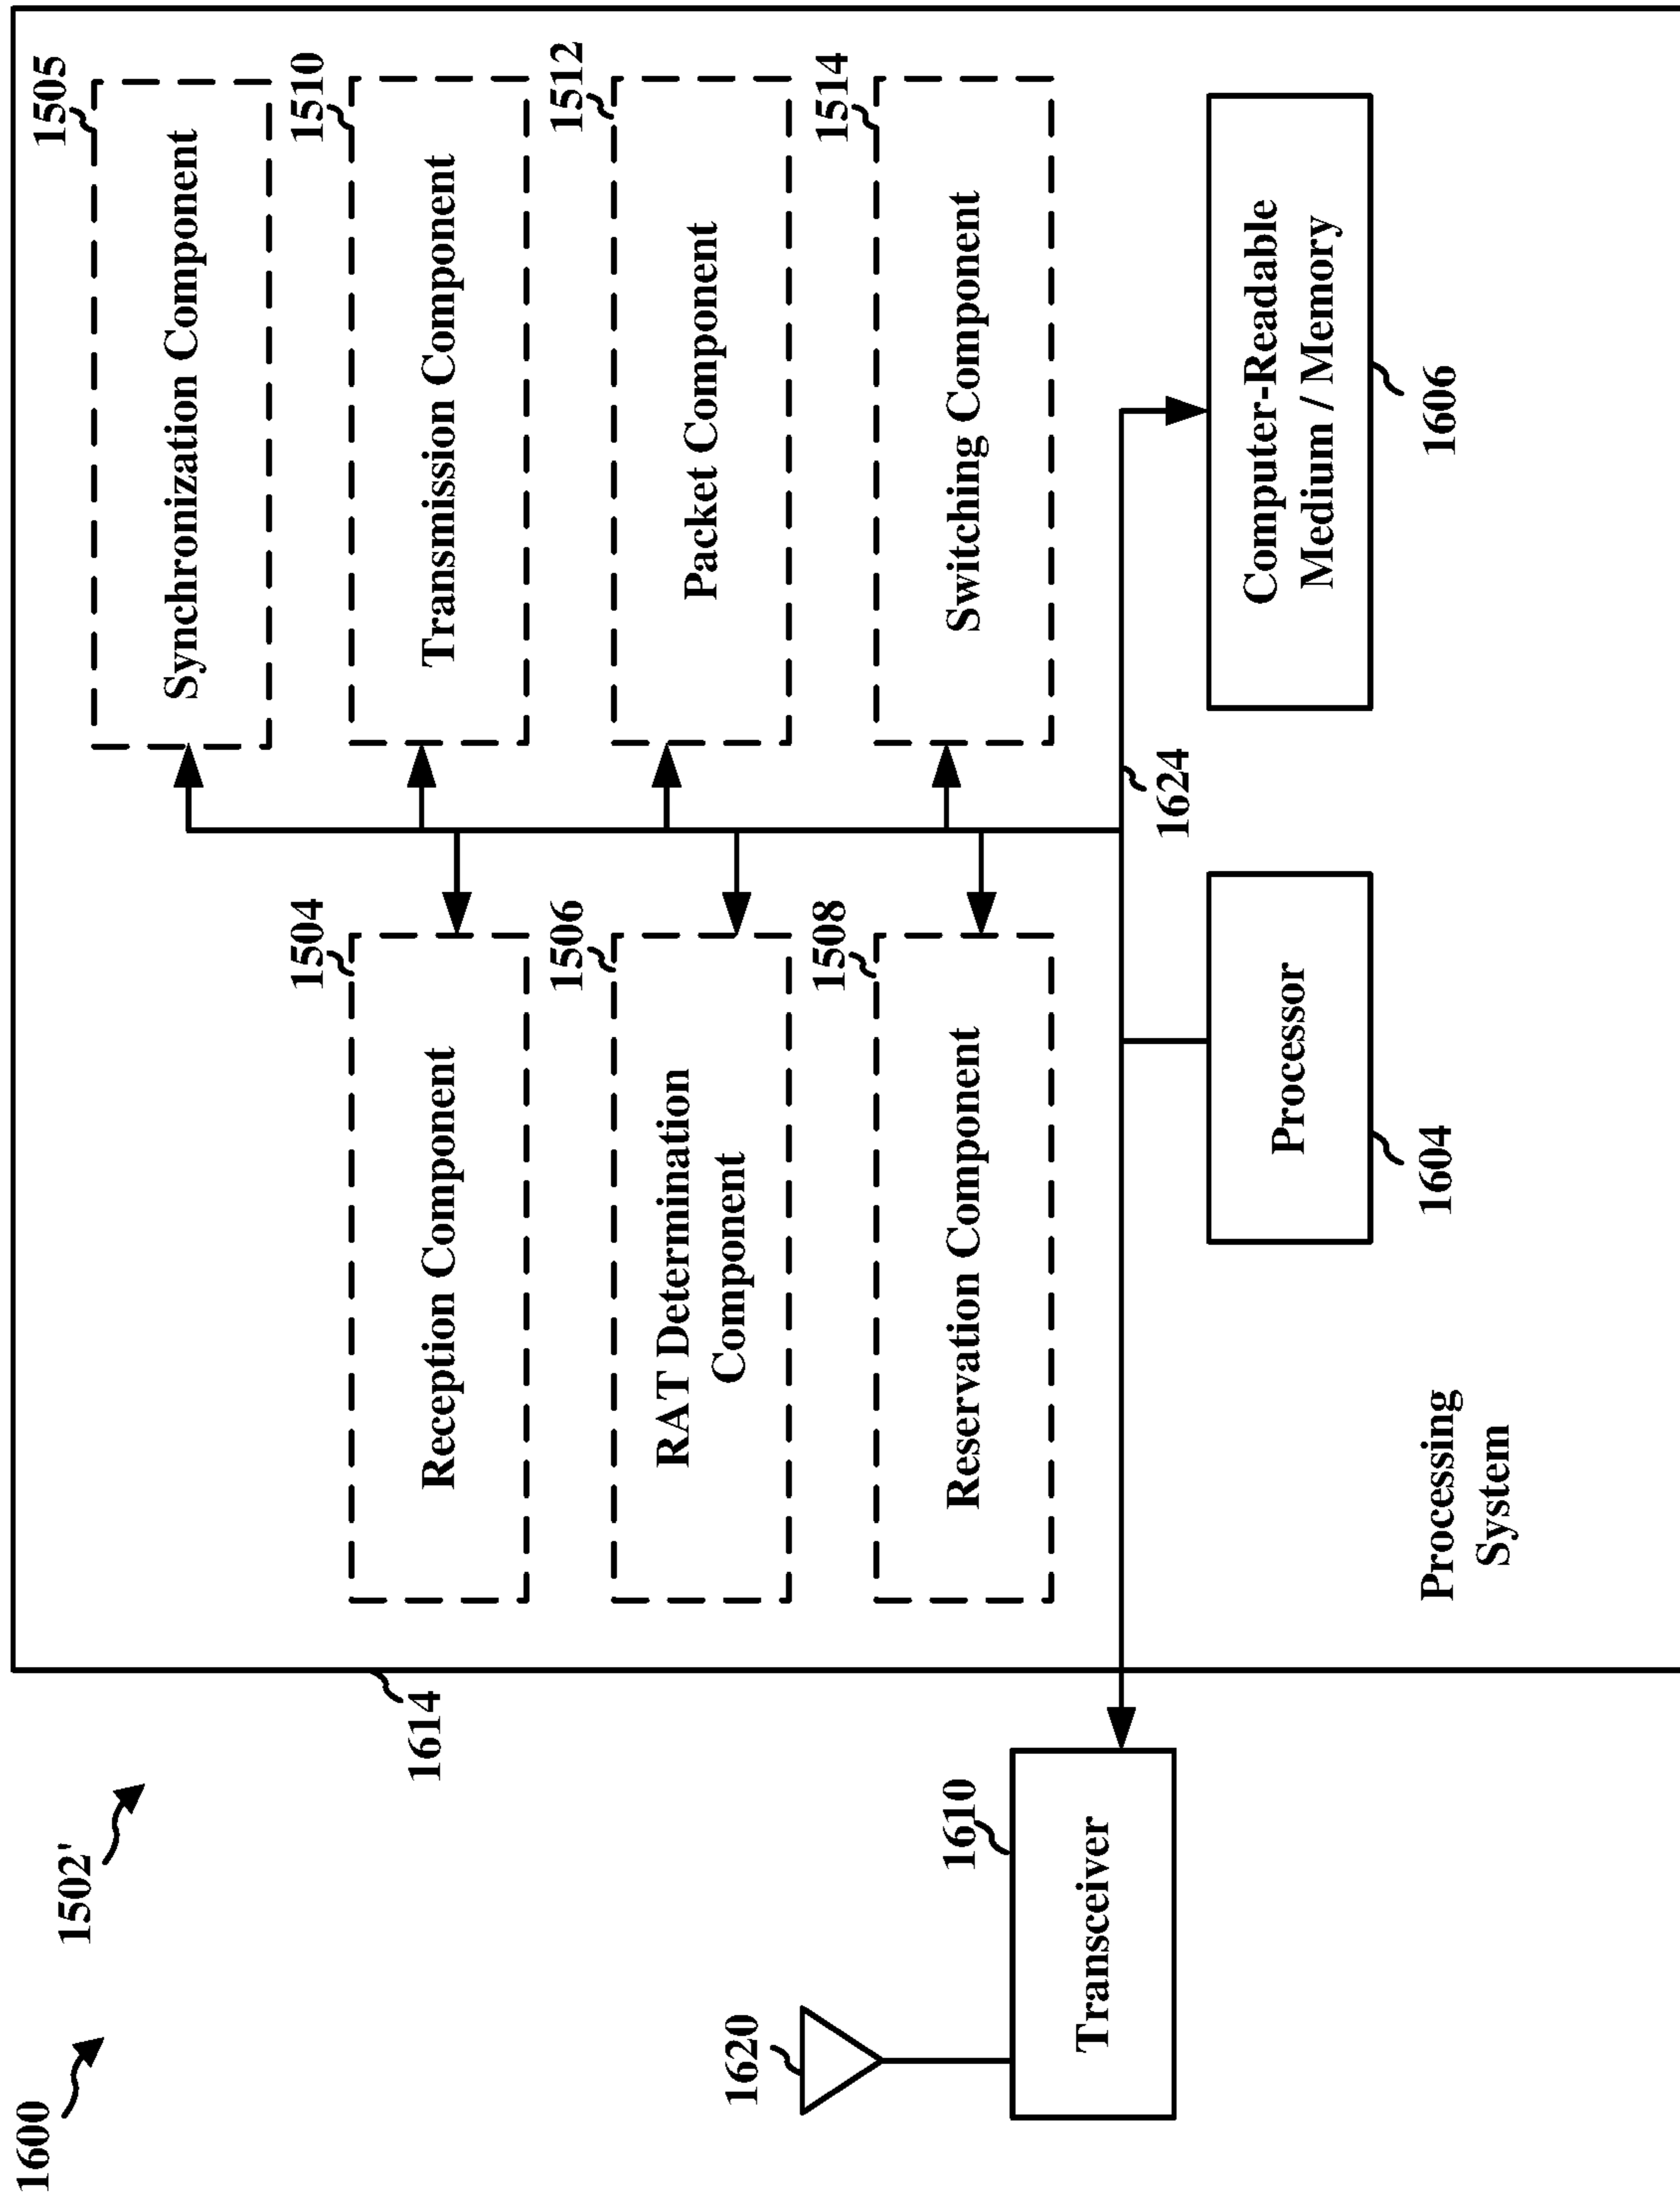 1600
1502'
1614
1505
Synchronization Component
1504
Reception Component
1510
Transmission Component
1506
RAT Determination
Component
1512
Packet Component
1508
Reservation Component
1514
Switching Component
1620
1610
Transceiver
1624
Processor
1604
Computer-Readable
Medium / Memory
1606
Processing
System